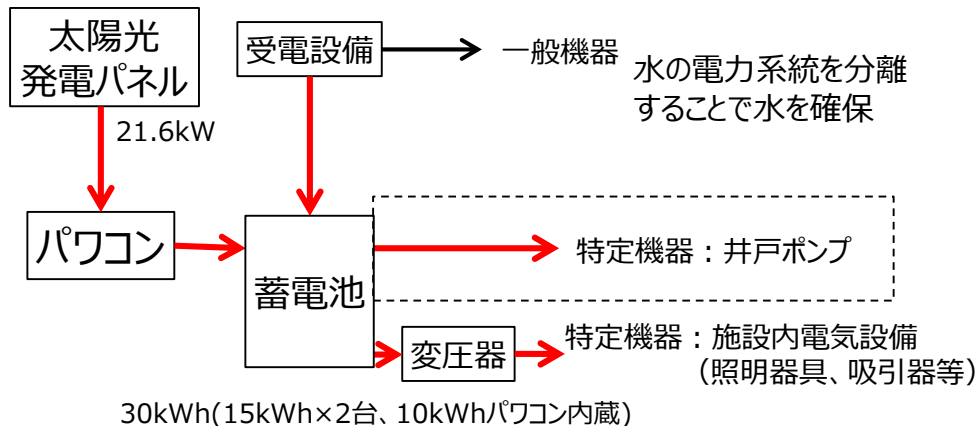 太陽光
発電パネル
受電設備
一般機器
水の電力系統を分離
することで水を確保
21.6kW
パワコン
蓄電池
特定機器：井戸ポンプ
変圧器
特定機器：施設内電気設備
(照明器具、吸引器等)
30kWh(15kWh×2台、10kWhパワコン内蔵)